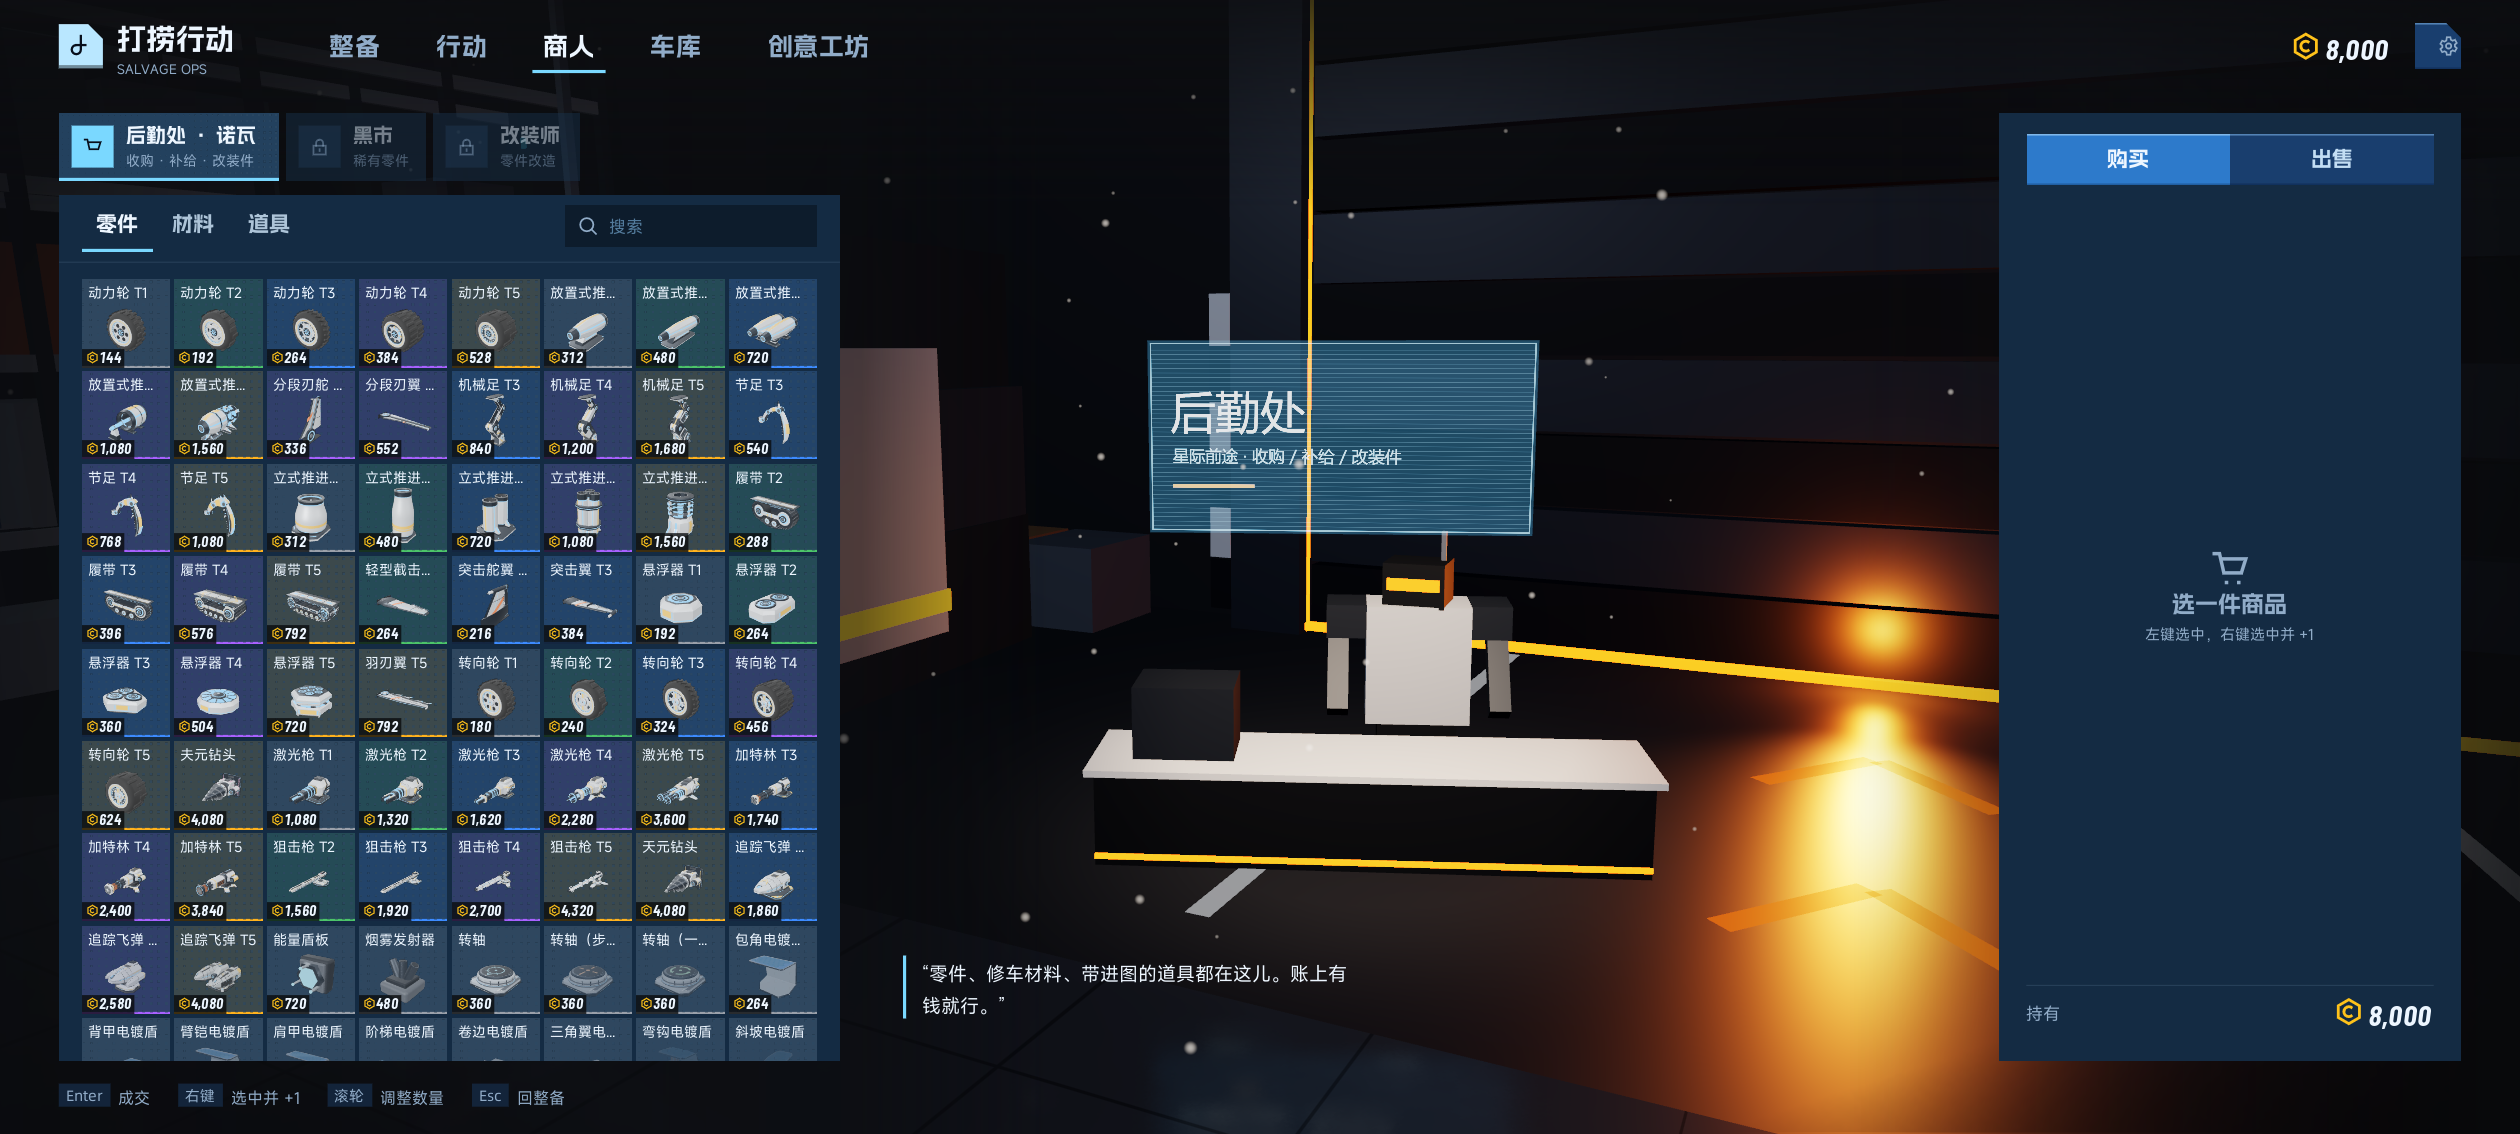 打捞行动
SALVAGE OPS
整备 行动 商人 车库 创意工坊
8,000
后勤处 · 诺瓦
收购 · 补给 · 改装件
黑市
稀有零件
改装师
零件改造
零件 材料 道具
搜索
动力轮 T1 动力轮 T2 动力轮 T3 动力轮 T4 动力轮 T5 放置式推... 放置式推... 放置式推...
144 192 264 384 528 312 480 720
放置式推... 放置式推... 分段刃舵 ... 分段刃翼 ... 机械足 T3 机械足 T4 机械足 T5 节足 T3
1,080 1,560 336 552 840 1,200 1,680 540
节足 T4 节足 T5 立式推进... 立式推进... 立式推进... 立式推进... 立式推进... 履带 T2
768 1,080 312 480 720 1,080 1,560 288
履带 T3 履带 T4 履带 T5 轻型截击... 突击舵翼 ... 突击翼 T3 悬浮器 T1 悬浮器 T2
396 576 792 264 216 384 192 264
悬浮器 T3 悬浮器 T4 悬浮器 T5 羽刃翼 T5 转向轮 T1 转向轮 T2 转向轮 T3 转向轮 T4
360 504 720 792 180 240 324 456
转向轮 T5 夫元钻头 激光枪 T1 激光枪 T2 激光枪 T3 激光枪 T4 激光枪 T5 加特林 T3
624 4,080 1,080 1,320 1,620 2,280 3,600 1,740
加特林 T4 加特林 T5 狙击枪 T2 狙击枪 T3 狙击枪 T4 狙击枪 T5 天元钻头 追踪飞弹 ...
2,400 3,840 1,560 1,920 2,700 4,320 4,080 1,860
追踪飞弹 ... 追踪飞弹 T5 能量盾板 烟雾发射器 转轴 转轴（步... 转轴（一... 包角电镀...
2,580 4,080 720 480 360 360 360 264
背甲电镀盾 臂铠电镀盾 肩甲电镀盾 阶梯电镀盾 卷边电镀盾 三角翼电... 弯钩电镀盾 斜坡电镀盾
后勤处
星际前途 · 收购 / 补给 / 改装件
“零件、修车材料、带进图的道具都在这儿。账上有
钱就行。”
购买 出售
选一件商品
左键选中，右键选中并 +1
持有 8,000
Enter 成交 右键 选中并 +1 滚轮 调整数量 Esc 回整备